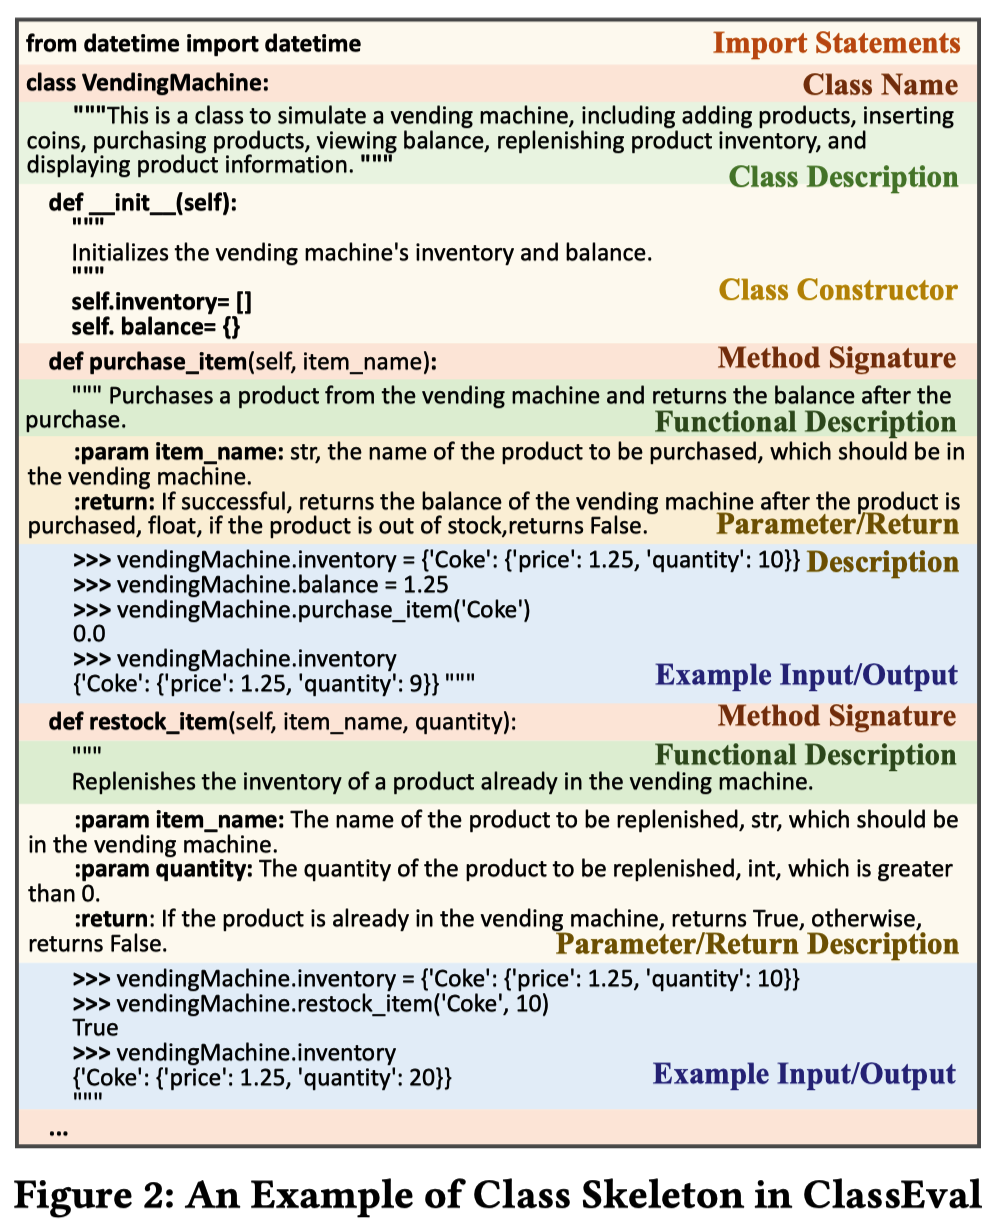 from datetime import datetime Import Statements
class VendingMachine: Class Name
"""This is a class to simulate a vending machine, including adding products, inserting
coins, purchasing products, viewing balance, replenishing product inventory, and
displaying product information. """
Class Description
def __init__(self):
"""
Initializes the vending machine's inventory and balance.
"""
Class Constructor
self.inventory= []
self. balance= {}
def purchase_item(self, item_name): Method Signature
""" Purchases a product from the vending machine and returns the balance after the
purchase. Functional Description
:param item_name: str, the name of the product to be purchased, which should be in
the vending machine.
:return: If successful, returns the balance of the vending machine after the product is
purchased, float, if the product is out of stock,returns False. Parameter/Return
>>> vendingMachine.inventory = {'Coke': {'price': 1.25, 'quantity': 10}} Description
>>> vendingMachine.balance = 1.25
>>> vendingMachine.purchase_item('Coke')
0.0
>>> vendingMachine.inventory
{'Coke': {'price': 1.25, 'quantity': 9}} """ Example Input/Output
def restock_item(self, item_name, quantity): Method Signature
""" Functional Description
Replenishes the inventory of a product already in the vending machine.
:param item_name: The name of the product to be replenished, str, which should be
in the vending machine.
:param quantity: The quantity of the product to be replenished, int, which is greater
than 0.
:return: If the product is already in the vending machine, returns True, otherwise,
returns False. Parameter/Return Description
>>> vendingMachine.inventory = {'Coke': {'price': 1.25, 'quantity': 10}}
>>> vendingMachine.restock_item('Coke', 10)
True
>>> vendingMachine.inventory
{'Coke': {'price': 1.25, 'quantity': 20}} Example Input/Output
"""
...
Figure 2: An Example of Class Skeleton in ClassEval